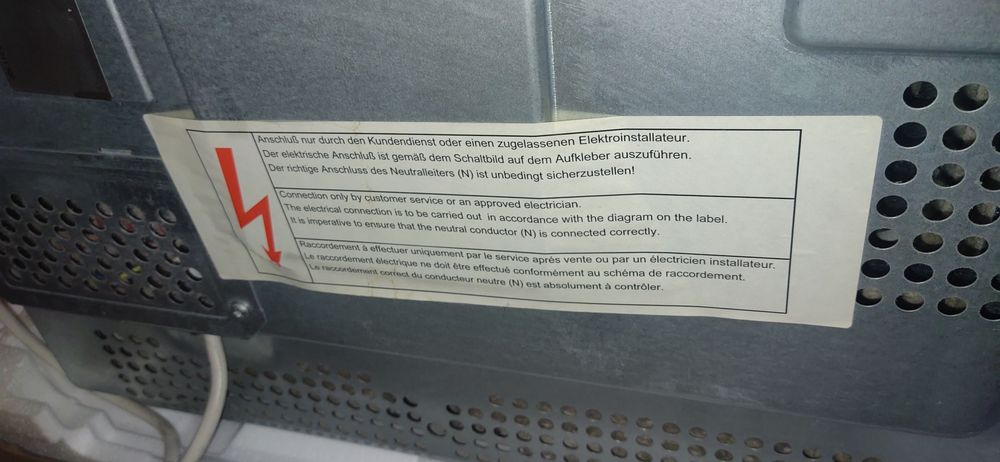 Anschluß nur durch den Kundendienst oder einen zugelassenen Elektroinstallateur.
Der elektrische Anschluß ist gemäß dem Schaltbild auf dem Aufkleber auszuführen.
Der richtige Anschluss des Neutralleiters (N) ist unbedingt sicherzustellen!
Connection only by customer service or an approved electrician.
The electrical connection is to be carried out in accordance with the diagram on the label.
It is imperative to ensure that the neutral conductor (N) is connected correctly.
Raccordement à effectuer uniquement par le service après vente ou par un électricien installateur.
Le raccordement électrique ne doit être effectué conformément au schéma de raccordement.
Le raccordement correct du conducteur neutre (N) est absolument à contrôler.